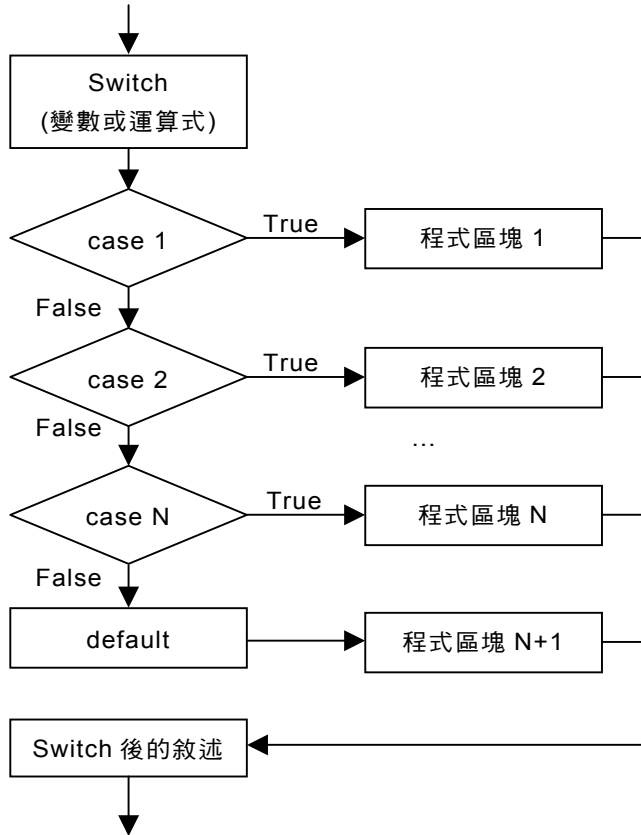 Switch
(變數或運算式)
case 1
True
程式區塊 1
False
case 2
True
程式區塊 2
False
...
case N
True
程式區塊 N
False
default
程式區塊 N+1
Switch 後的敘述